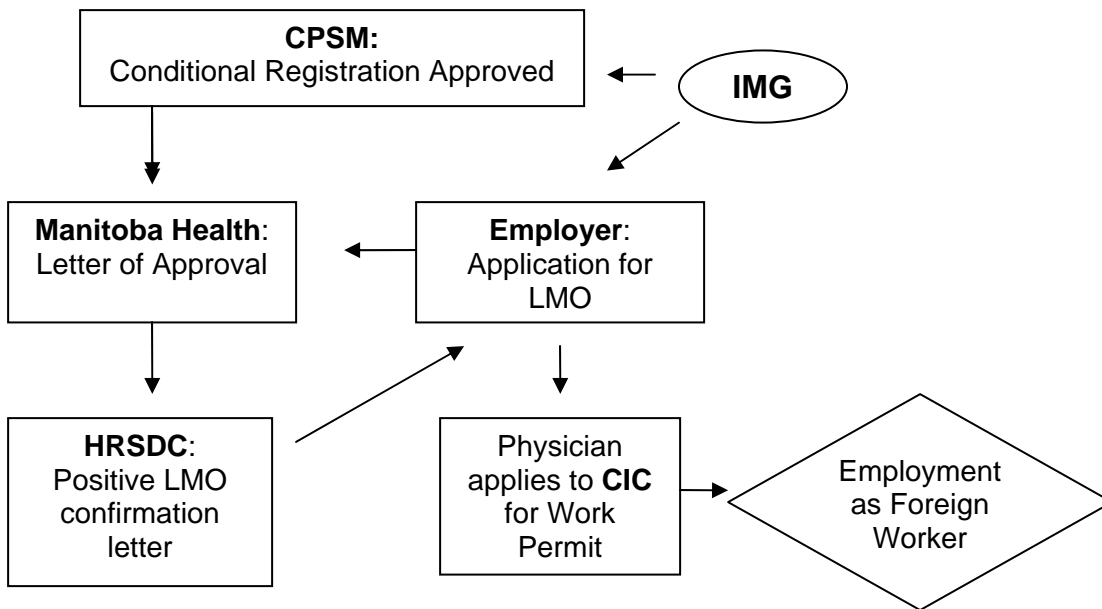 CPSM:
Conditional Registration Approved
IMG
Manitoba Health:
Letter of Approval
Employer:
Application for
LMO
HRSDC:
Positive LMO
confirmation
letter
Physician
applies to CIC
for Work
Permit
Employment
as Foreign
Worker